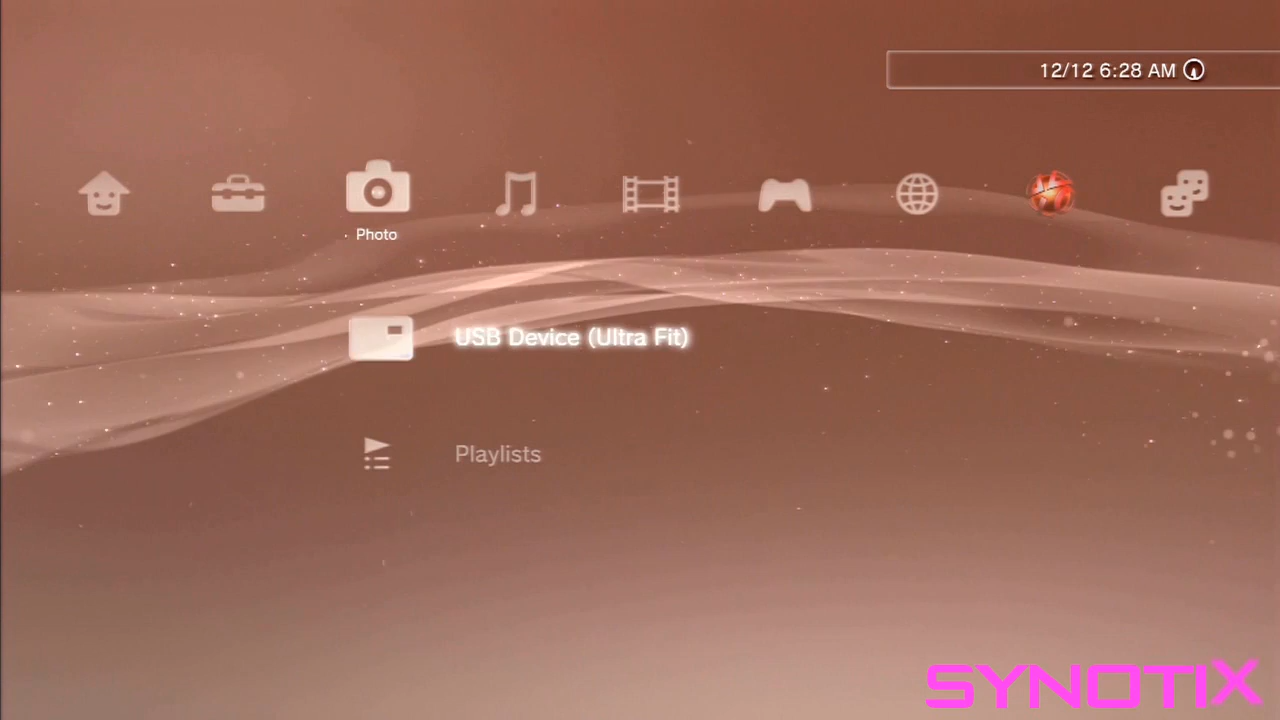 12/12 6:28 AM
Photo
USB Device (Ultra Fit)
Playlists
SYNOTIX